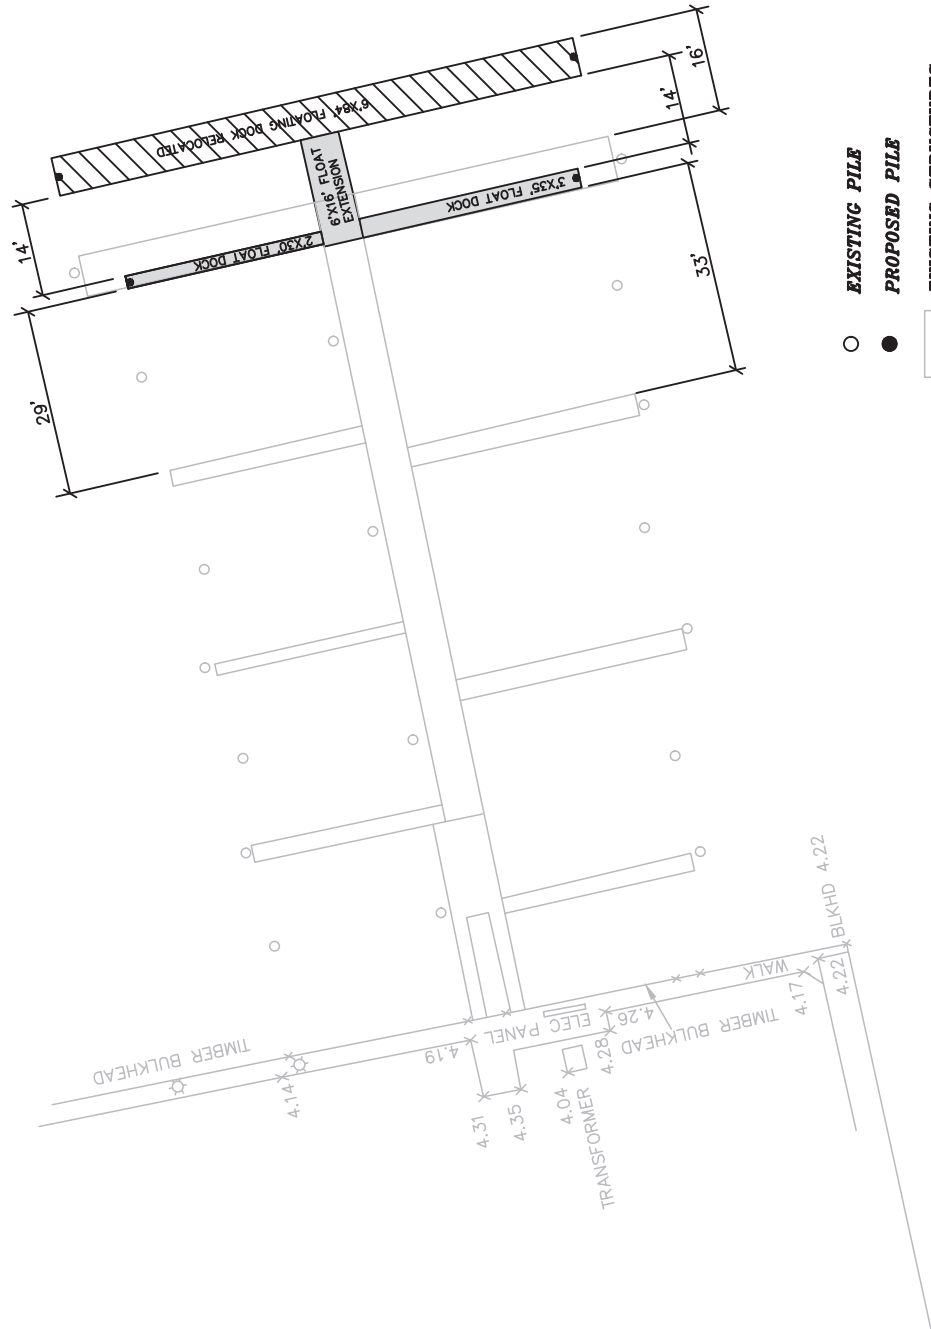 16'
14'
6'X84' FLOATING DOCK RELOCATED
6'X16' FLOAT
EXTENSION
3'X35' FLOAT DOCK
2'X30' FLOAT DOCK
14'
33'
29'
EXISTING PILE
PROPOSED PILE
BLKHD 4.22
WALK
4.22
4.17
TIMBER BULKHEAD
4.26
ELEC PANEL
4.28
4.19
TIMBER BULKHEAD
4.14
4.31
4.35
4.04
TRANSFORMER